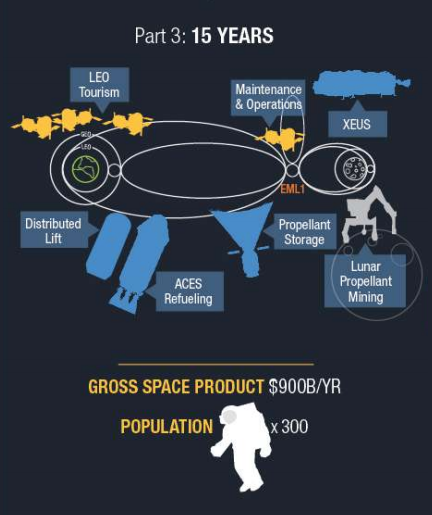 Part 3: 15 YEARS
LEO
Tourism
Maintenance
& Operations
XEUS
GEO
LEO
EML1
Distributed
Lift
ACES
Refueling
Propellant
Storage
Lunar
Propellant
Mining
GROSS SPACE PRODUCT $900B/YR
POPULATION x 300